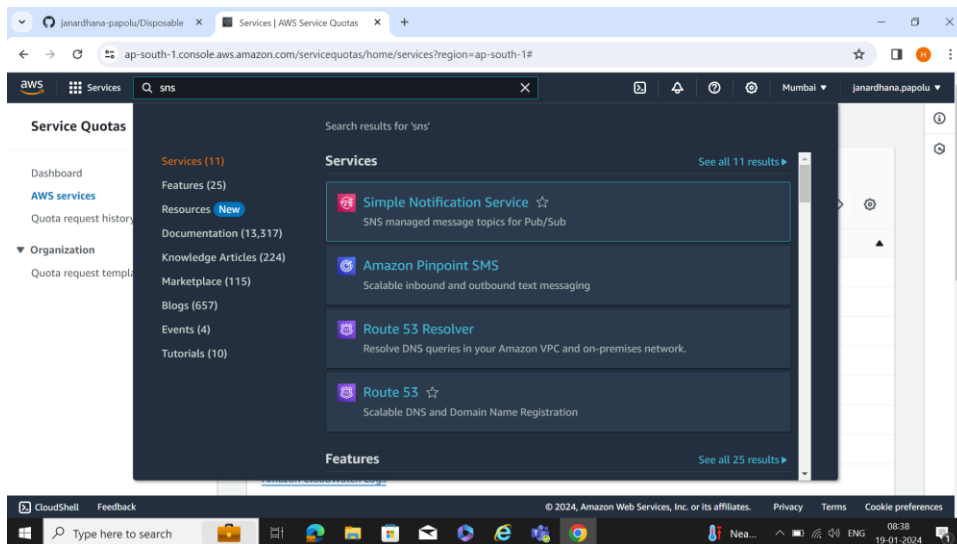 janardhana-papolu/Disposable
Services | AWS Service Quotas
ap-south-1.console.aws.amazon.com/servicequotas/home/services?region=ap-south-1#
H
aws
Services
sns
Mumbai
janardhana.papolu
Service Quotas
Dashboard
AWS services
Quota request history
Organization
Quota request templa
Search results for 'sns'
Services (11)
Features (25)
Resources New
Documentation (13,317)
Knowledge Articles (224)
Marketplace (115)
Blogs (657)
Events (4)
Tutorials (10)
Services
See all 11 results
Simple Notification Service
SNS managed message topics for Pub/Sub
Amazon Pinpoint SMS
Scalable inbound and outbound text messaging
Route 53 Resolver
Resolve DNS queries in your Amazon VPC and on-premises network.
Route 53
Scalable DNS and Domain Name Registration
Features
See all 25 results
Amazon CloudWatch Logs
CloudShell
Feedback
© 2024, Amazon Web Services, Inc. or its affiliates.
Privacy
Terms
Cookie preferences
Type here to search
Nea...
ENG
08:38
19-01-2024